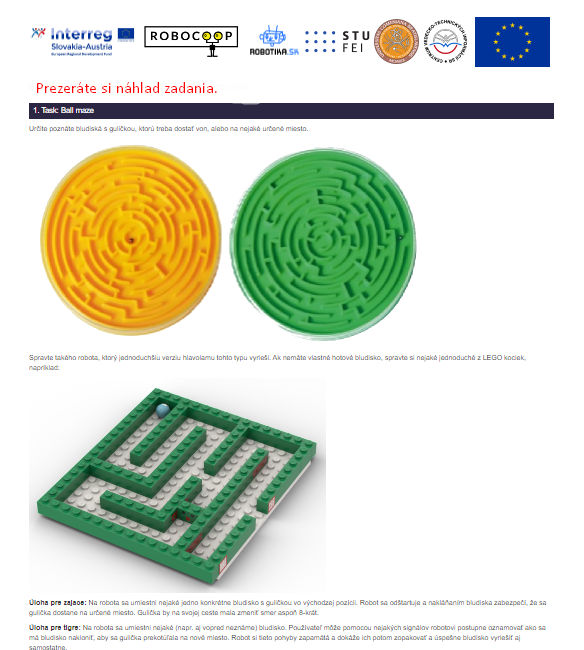 Interreg
Slovakia-Austria
European Regional Development Fund
ROBOCOOP
ROBOTIKA.SK
STU
FEI
Prezeráte si náhľad zadania.
1. Task: Ball maze
Určite poznáte bludiská s guličkou, ktorú treba dostať von, alebo na nejaké určené miesto.
Spravte takého robota, ktorý jednoduchšiu verziu hlavolamu tohto typu vyrieši. Ak nemáte vlastné hotové bludisko, spravte si nejaké jednoduché z LEGO kociek,
napríklad:
Úloha pre zajace: Na robota sa umiestni nejaké jedno konkrétne bludisko s guličkou vo východzej pozícii. Robot sa odštartuje a nakláňaním bludiska zabezpečí, že sa
gulička dostane na určené miesto. Gulička by na svojej ceste mala zmeniť smer aspoň 8-krát.
Úloha pre tigre: Na robota sa umiestni nejaké (napr. aj vopred neznáme) bludisko. Používateľ môže pomocou nejakých signálov robotovi postupne oznamovať ako sa
má bludisko nakloniť, aby sa gulička prekotúľala na nové miesto. Robot si tieto pohyby zapamätá a dokáže ich potom zopakovať a úspešne bludisko vyriešiť aj
samostatne.